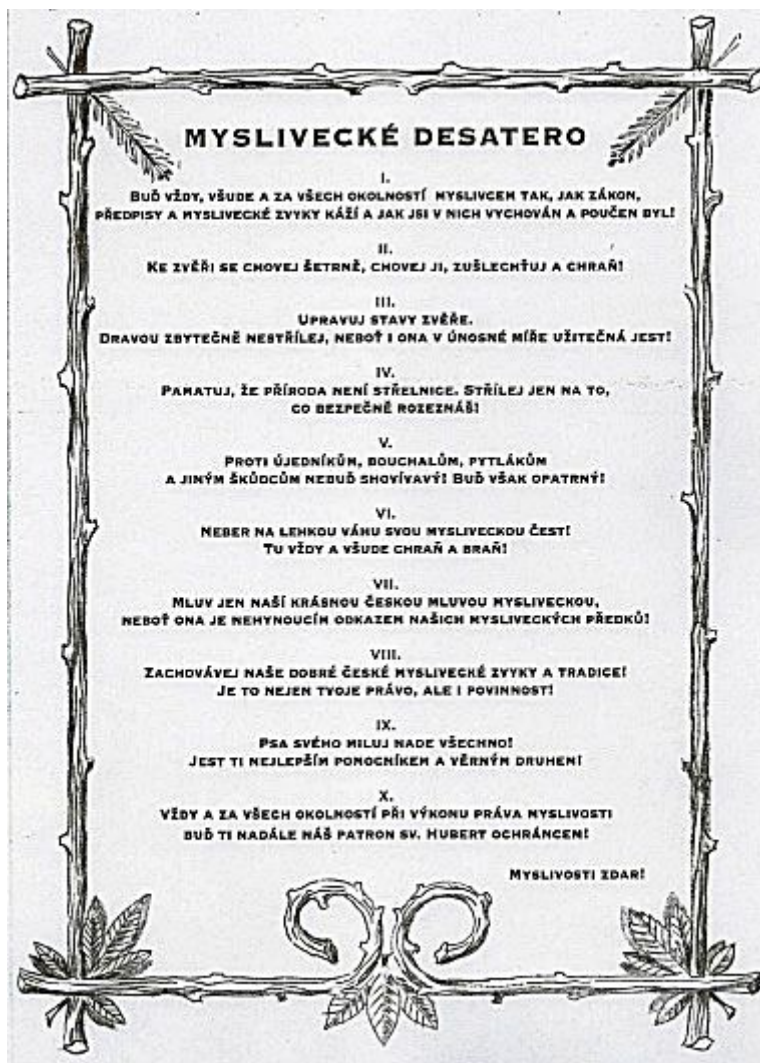 MYSLIVECKÉ DESATERO
I.
BUĎ VŽDY, VŠUDE A ZA VŠECH OKOLNOSTÍ MYSLIVCEM TAK, JAK ZÁKON,
PŘEDPISY A MYSLIVECKÉ ZVYKY KÁŽÍ A JAK JSI V NICH VYCHOVÁN A POUČEN BYL!
II.
KE ZVĚŘI SE CHOVEJ ŠETRNĚ, CHOVEJ JI, ZUŠLECHŤUJ A CHRAŇ!
III.
UPRAVUJ STAVY ZVĚŘE.
DRAVOU ZBYTEČNĚ NESTŘÍLEJ, NEBOŤ I ONA V ÚNOSNÉ MÍŘE UŽITEČNÁ JEST!
IV.
PAMATUJ, ŽE PŘÍRODA NENÍ STŘELNICE. STŘÍLEJ JEN NA TO,
CO BEZPEČNĚ ROZEZNÁŠ!
V.
PROTI ÚJEDNÍKŮM, BOUCHALŮM, PYTLÁKŮM
A JINÝM ŠKŮDCŮM NEBUĎ SHOVÍVAVÝ! BUĎ VŠAK OPATRNÝ!
VI.
NEBER NA LEHKOU VÁHU SVOU MYSLIVECKOU ČEST!
TU VŽDY A VŠUDE CHRAŇ A BRAŇ!
VII.
MLUV JEN NAŠÍ KRÁSNOU ČESKOU MLUVOU MYSLIVECKOU,
NEBOŤ ONA JE NEHYNOUCÍM ODKAZEM NAŠICH MYSLIVECKÝCH PŘEDKŮ!
VIII.
ZACHOVÁVEJ NAŠE DOBRÉ ČESKÉ MYSLIVECKÉ ZVYKY A TRADICE!
JE TO NEJEN TVOJE PRÁVO, ALE I POVINNOST!
IX.
PSA SVÉHO MILUJ NADE VŠECHNO!
JEST TI NEJLEPŠÍM POMOCNÍKEM A VĚRNÝM DRUHEM!
X.
VŽDY A ZA VŠECH OKOLNOSTÍ PŘI VÝKONU PRÁVA MYSLIVOSTI
BUĎ TI NADÁLE NÁŠ PATRON SV. HUBERT OCHRÁNCEM!
MYSLIVOSTI ZDAR!